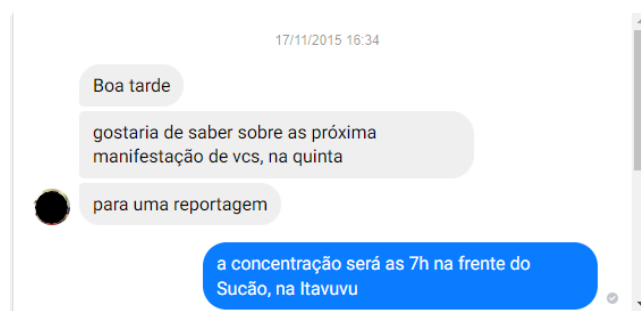 17/11/2015 16:34
Boa tarde
gostaria de saber sobre as próxima
manifestação de vcs, na quinta
para uma reportagem
a concentração será as 7h na frente do
Sucão, na Itavuvu